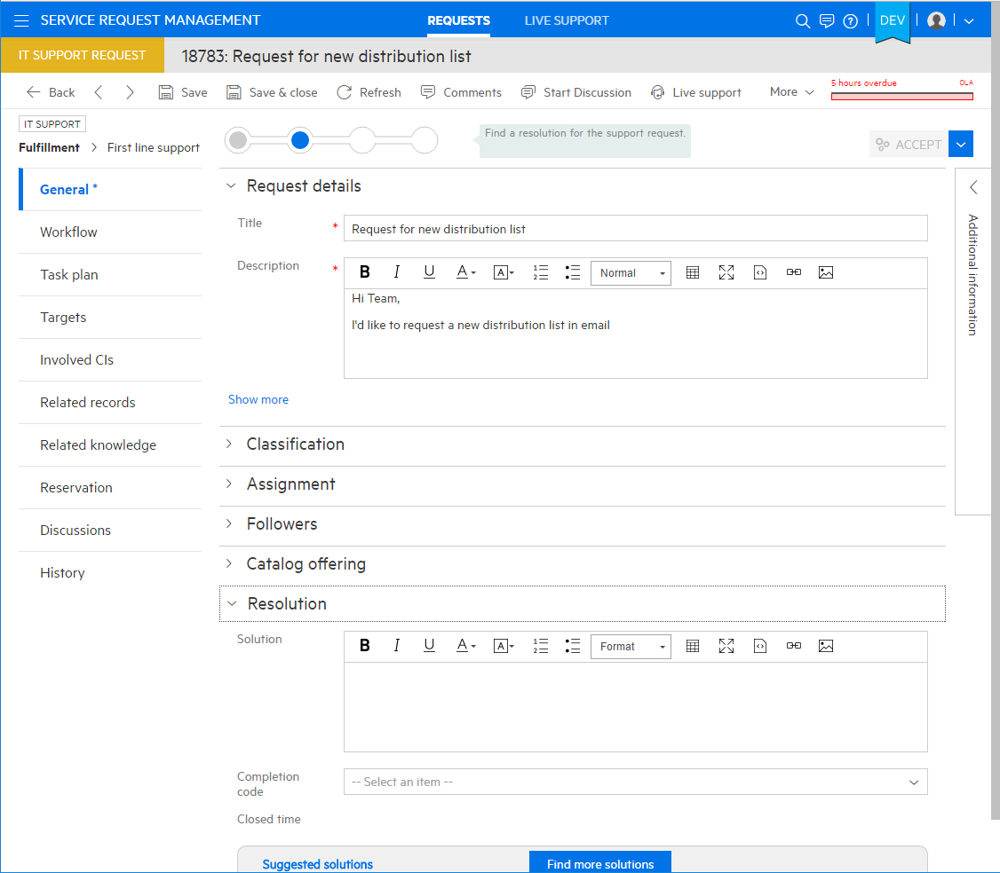 SERVICE REQUEST MANAGEMENT REQUESTS LIVE SUPPORT ? DEV
IT SUPPORT REQUEST 18783: Request for new distribution list
Back Save Save & close Refresh Comments Start Discussion Live support More
5 hours overdue OLA
IT SUPPORT
Fulfillment > First line support
Find a resolution for the support request.
ACCEPT
General *
Workflow
Task plan
Targets
Involved CIs
Related records
Related knowledge
Reservation
Discussions
History
Request details
Title * Request for new distribution list
Description *
B I U A A Normal
Hi Team,
I'd like to request a new distribution list in email
Show more
Classification
Assignment
Followers
Catalog offering
Resolution
Solution
B I U A A Format
Completion
code
-- Select an item --
Closed time
Suggested solutions Find more solutions
Additional information